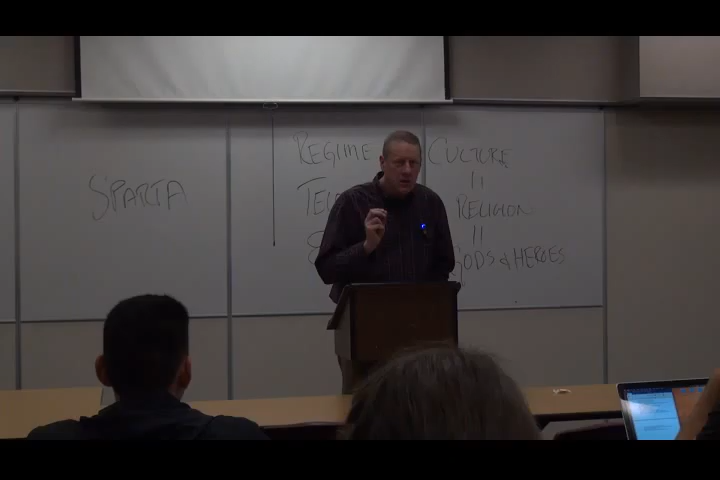 SPARTA
REGIME
CULTURE
=
RELIGION
=
GODS & HEROES